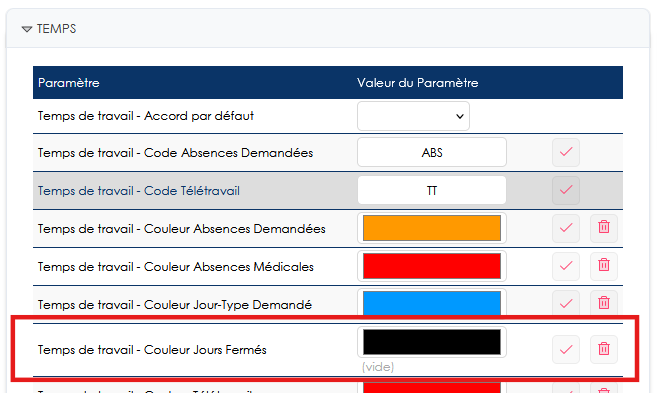 TEMPS
Paramètre Valeur du Paramètre
Temps de travail - Accord par défaut
Temps de travail - Code Absences Demandées ABS
Temps de travail - Code Télétravail TT
Temps de travail - Couleur Absences Demandées
Temps de travail - Couleur Absences Médicales
Temps de travail - Couleur Jour-Type Demandé
Temps de travail - Couleur Jours Fermés
(vide)